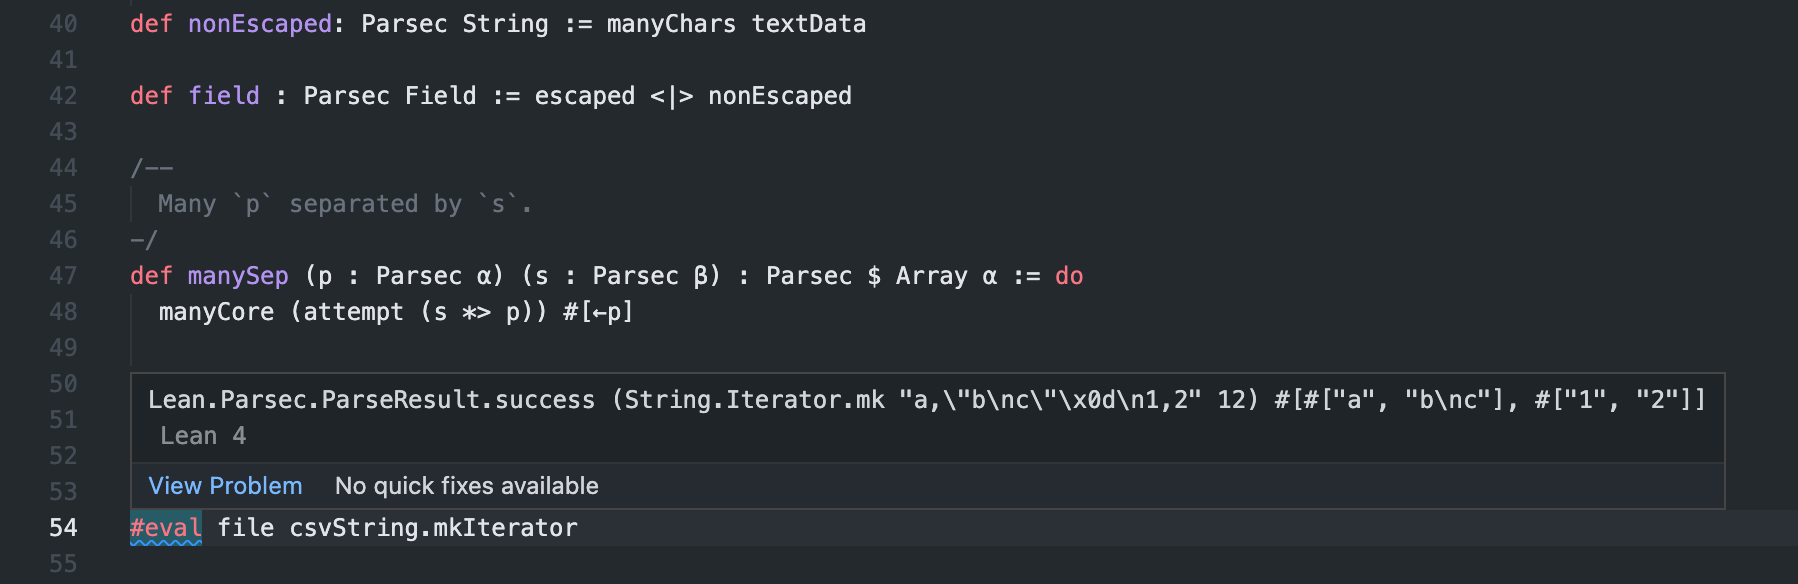 40 def nonEscaped: Parsec String := manyChars textData
41
42 def field : Parsec Field := escaped <|> nonEscaped
43
44 /--
45 Many `p` separated by `s`.
46 -/
47 def manySep (p : Parsec α) (s : Parsec β) : Parsec $ Array α := do
48 manyCore (attempt (s *> p)) #[←p]
49
50
Lean.Parsec.ParseResult.success (String.Iterator.mk "a,\"b\nc\"\x0d\n1,2" 12) #[#["a", "b\nc"], #["1", "2"]]
51
Lean 4
52
53
View Problem No quick fixes available
54 #eval file csvString.mkIterator
55